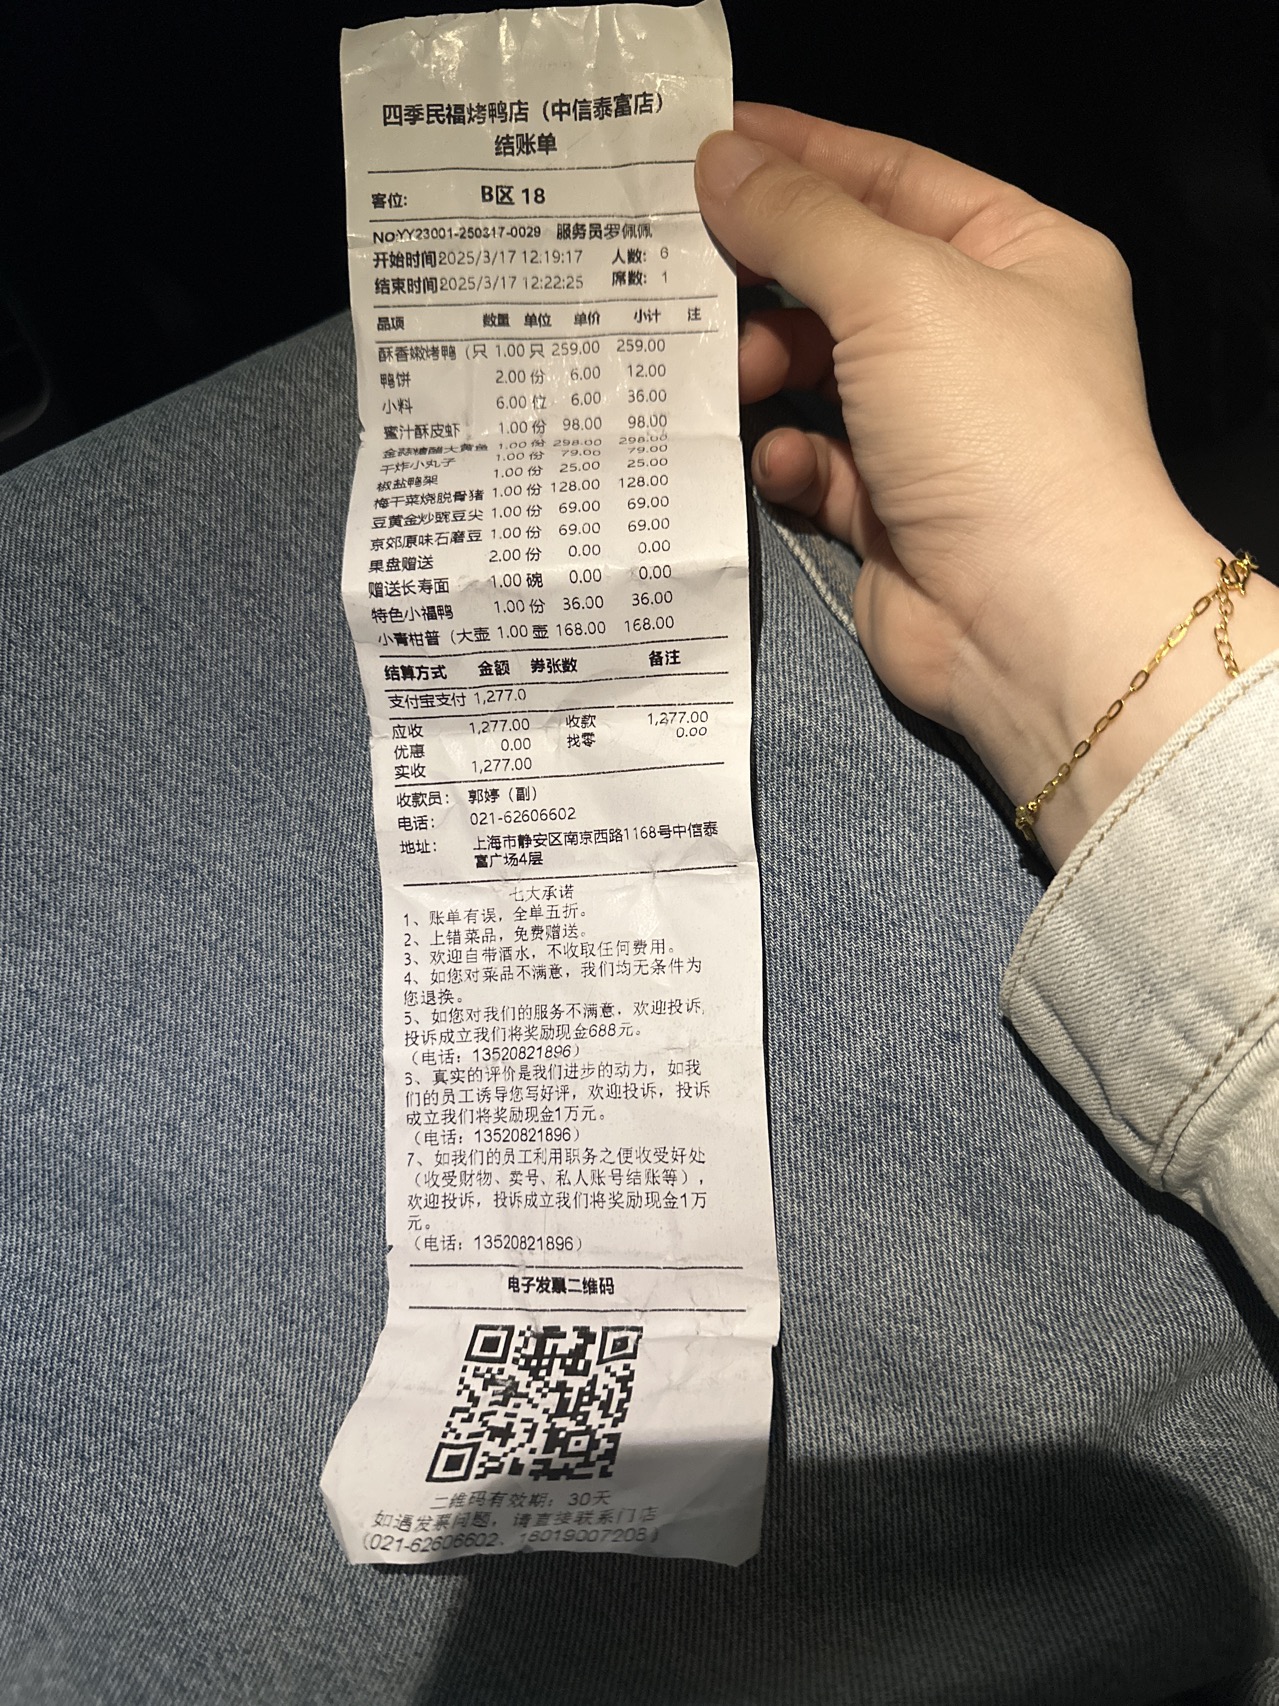 四季民福烤鸭店（中信泰富店）
结账单
客位: B区 18
NO:YY23001-250317-0029 服务员罗佩佩
开始时间2025/3/17 12:19:17 人数: 6
结束时间2025/3/17 12:22:25 席数: 1
品项 数量 单位 单价 小计 注
酥香嫩烤鸭（只 1.00 只 259.00 259.00
鸭饼 2.00 份 6.00 12.00
小料 6.00 位 6.00 36.00
蜜汁酥皮虾 1.00 份 98.00 98.00
金蒜糖醋大黄鱼 1.00 份 298.00 298.00
干炸小丸子 1.00 份 79.00 79.00
椒盐鸭架 1.00 份 25.00 25.00
梅干菜烧脱骨猪 1.00 份 128.00 128.00
豆黄金炒豌豆尖 1.00 份 69.00 69.00
京郊原味石磨豆 1.00 份 69.00 69.00
果盘赠送 2.00 份 0.00 0.00
赠送长寿面 1.00 碗 0.00 0.00
特色小福鸭 1.00 份 36.00 36.00
小青柑普（大壶 1.00 壶 168.00 168.00
结算方式 金额 券张数 备注
支付宝支付 1,277.0
应收 1,277.00 收款 1,277.00
优惠 0.00 找零 0.00
实收 1,277.00
收款员: 郭婷（副）
电话: 021-62606602
地址: 上海市静安区南京西路1168号中信泰
富广场4层
七大承诺
1、账单有误，全单五折。
2、上错菜品，免费赠送。
3、欢迎自带酒水，不收取任何费用。
4、如您对菜品不满意，我们均无条件为
您退换。
5、如您对我们的服务不满意，欢迎投诉,
投诉成立我们将奖励现金688元。
（电话：13520821896）
6、真实的评价是我们进步的动力，如我
们的员工诱导您写好评，欢迎投诉，投诉
成立我们将奖励现金1万元。
（电话：13520821896）
7、如我们的员工利用职务之便收受好处
（收受财物、卖号、私人账号结账等），
欢迎投诉，投诉成立我们将奖励现金1万
元。
（电话：13520821896）
电子发票二维码
二维码有效期：30天
如遇发票问题，请直接联系门店
（021-62606602、18019007208）